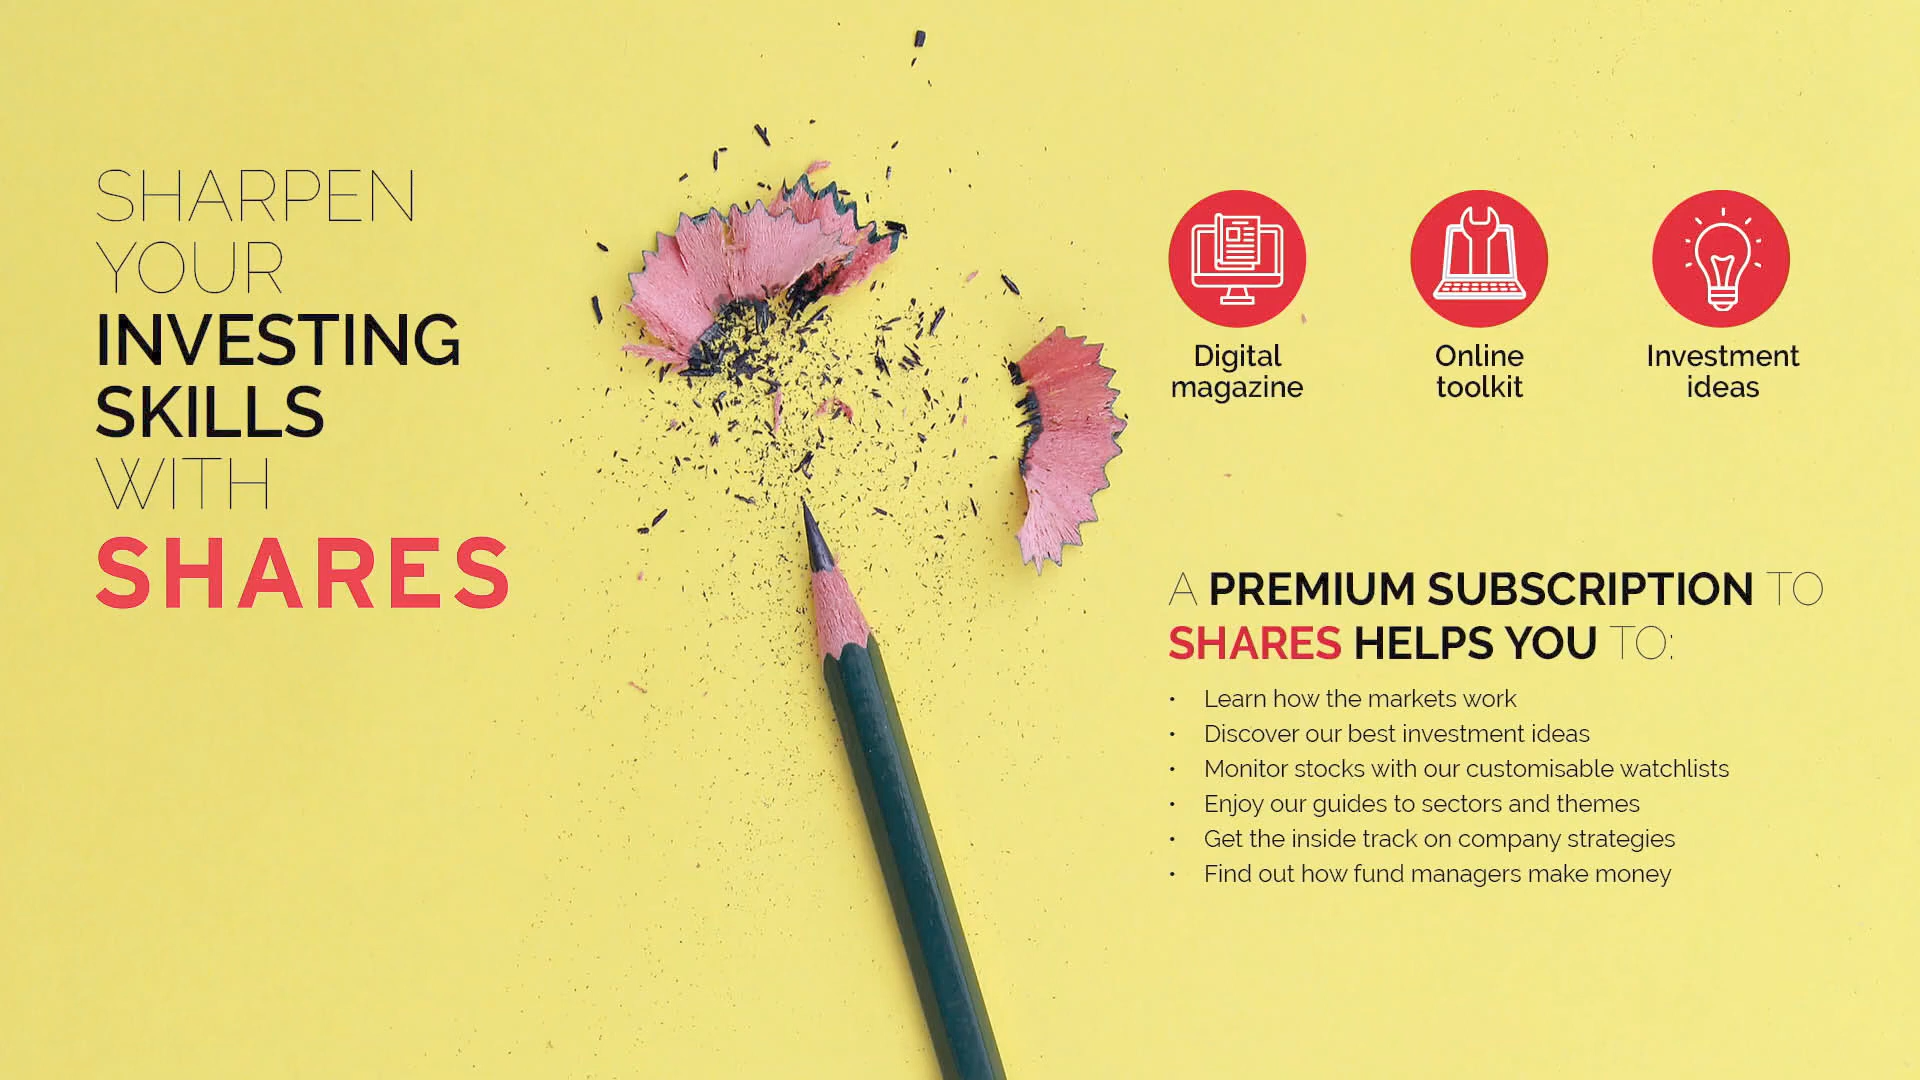 SHARPEN
YOUR
INVESTING
SKILLS
WITH
SHARES
Digital
magazine
Online
toolkit
Investment
ideas
A PREMIUM SUBSCRIPTION TO
SHARES HELPS YOU TO:
• Learn how the markets work
• Discover our best investment ideas
• Monitor stocks with our customisable watchlists
• Enjoy our guides to sectors and themes
• Get the inside track on company strategies
• Find out how fund managers make money